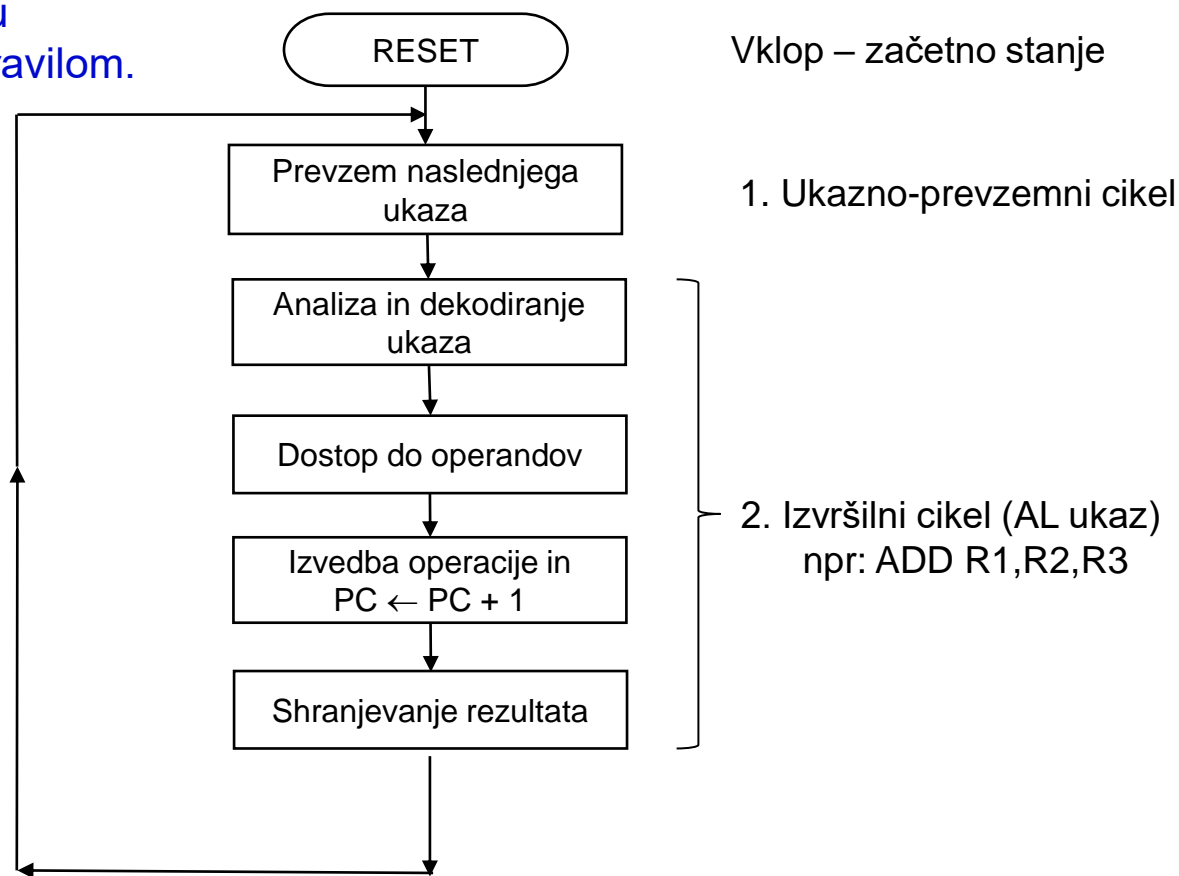 RESET
Vklop – začetno stanje
Prevzem naslednjega
ukaza
1. Ukazno-prevzemni cikel
Analiza in dekodiranje
ukaza
Dostop do operandov
Izvedba operacije in
PC ← PC + 1
Shranjevanje rezultata
2. Izvršilni cikel (AL ukaz)
npr: ADD R1,R2,R3